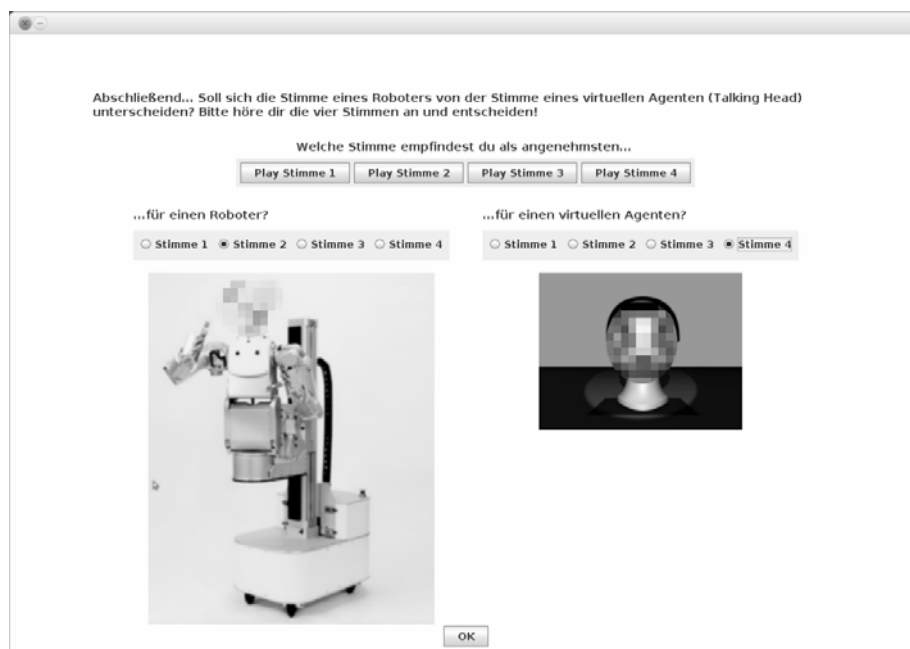 Abschließend... Soll sich die Stimme eines Roboters von der Stimme eines virtuellen Agenten (Talking Head)
unterscheiden? Bitte höre dir die vier Stimmen an und entscheiden!
Welche Stimme empfindest du als angenehmsten...
Play Stimme 1 Play Stimme 2 Play Stimme 3 Play Stimme 4
...für einen Roboter?
Stimme 1 Stimme 2 Stimme 3 Stimme 4
...für einen virtuellen Agenten?
Stimme 1 Stimme 2 Stimme 3 Stimme 4
OK